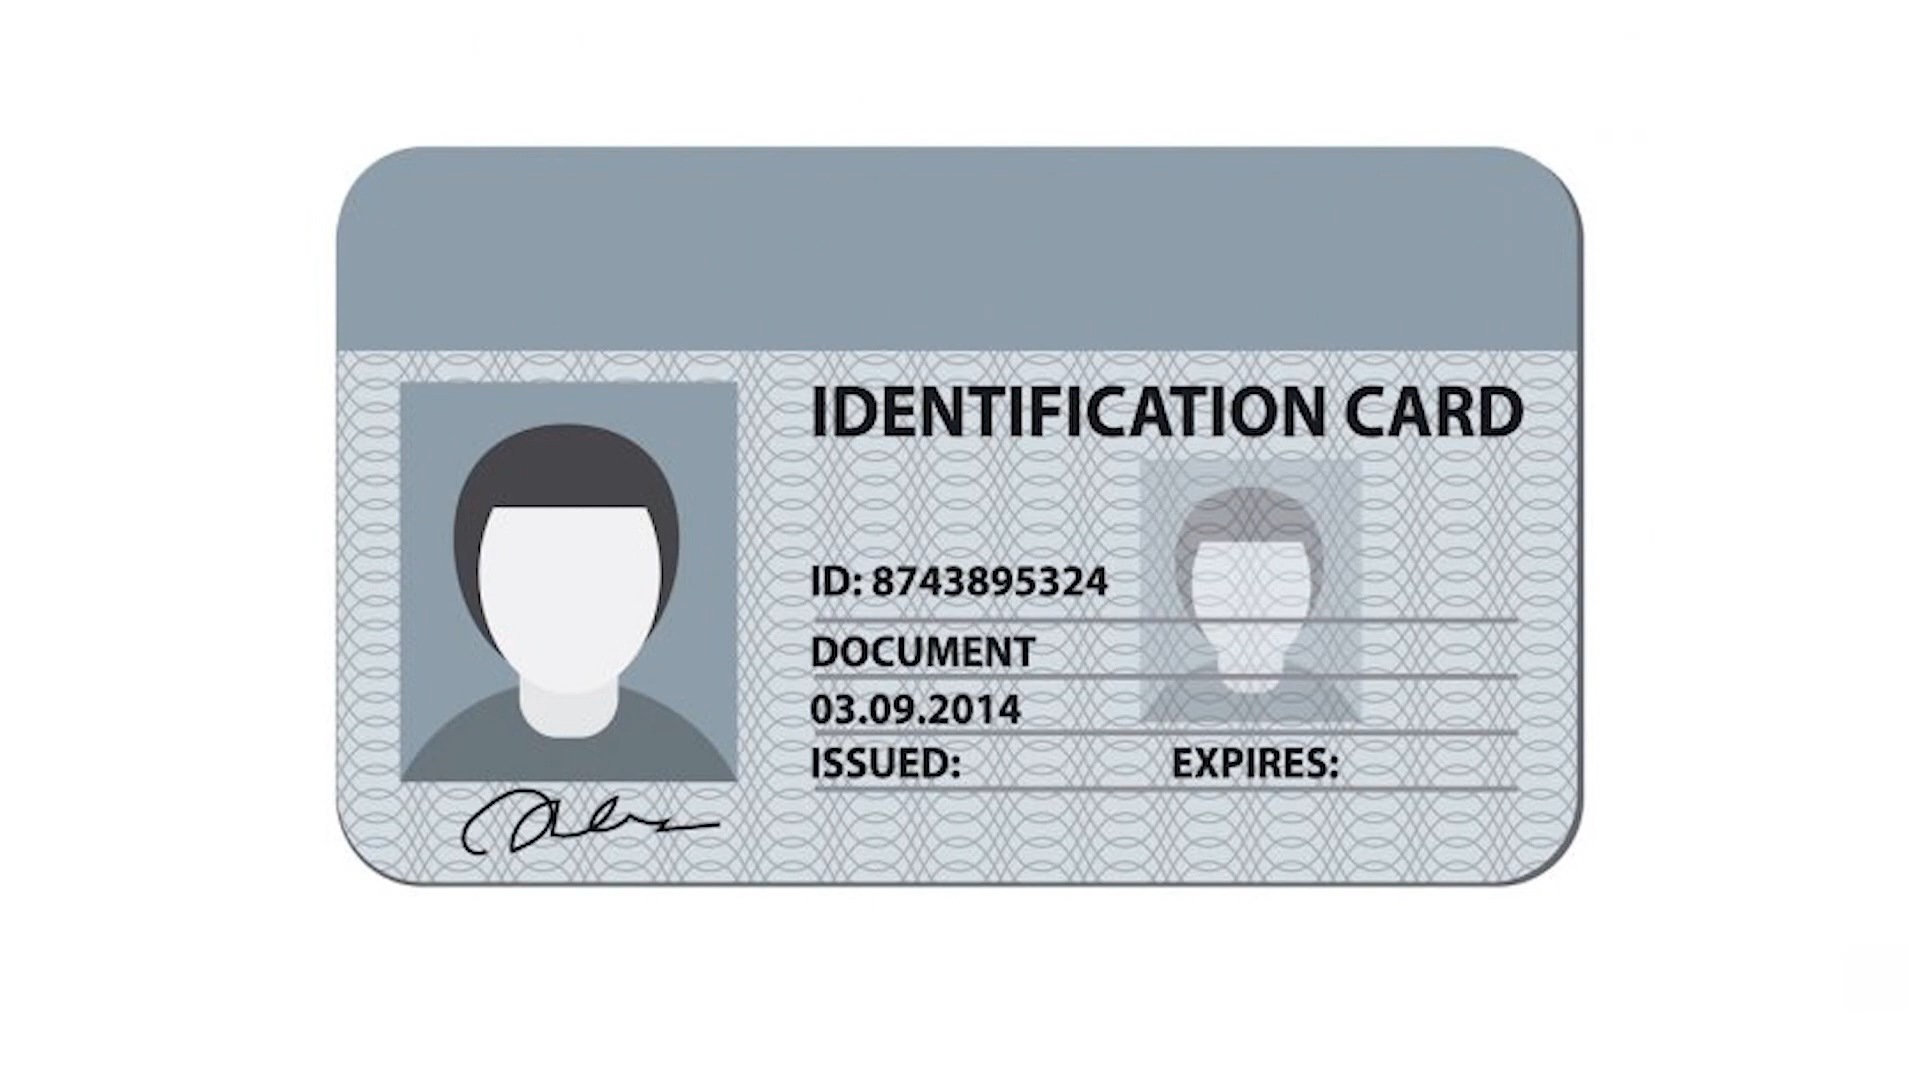 IDENTIFICATION CARD
ID: 8743895324
DOCUMENT
03.09.2014
ISSUED: EXPIRES: